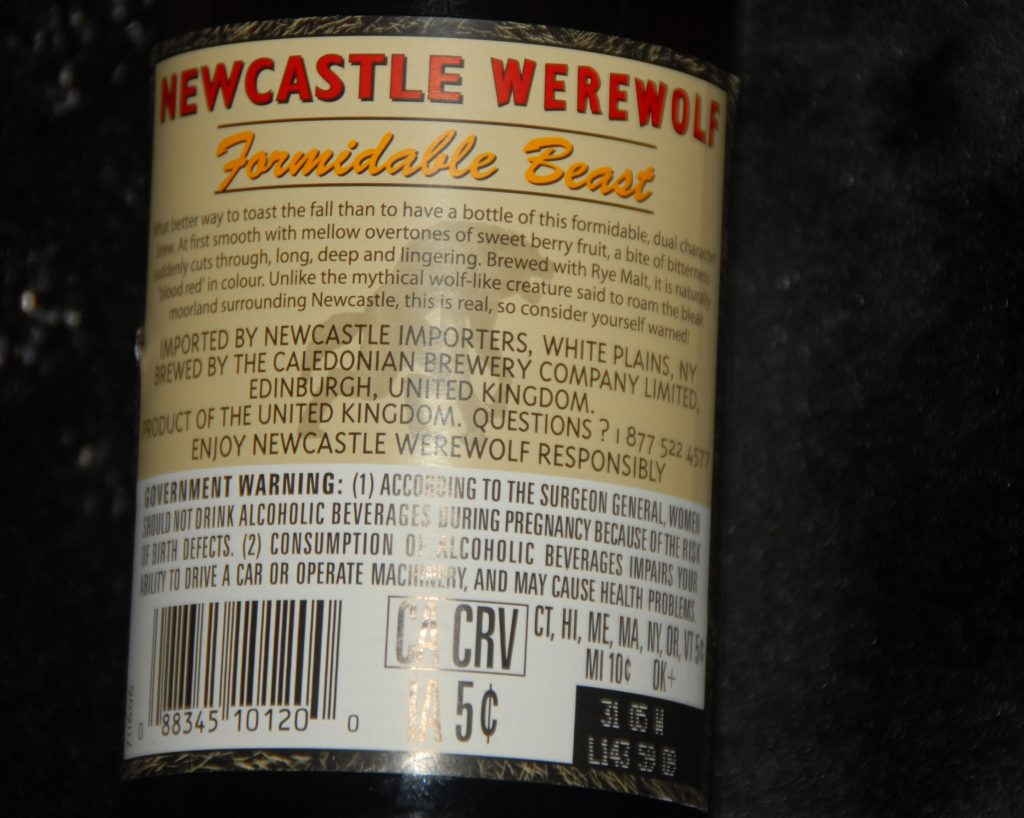 NEWCASTLE WEREWOLF
Formidable Beast
What better way to toast the fall than to have a bottle of this formidable, dual character
brew. At first smooth with mellow overtones of sweet berry fruit, a bite of bitterness
suddenly cuts through, long, deep and lingering. Brewed with Rye Malt, it is naturally
'blood red' in colour. Unlike the mythical wolf-like creature said to roam the bleak
moorland surrounding Newcastle, this is real, so consider yourself warned!
IMPORTED BY NEWCASTLE IMPORTERS, WHITE PLAINS, NY
BREWED BY THE CALEDONIAN BREWERY COMPANY LIMITED,
EDINBURGH, UNITED KINGDOM.
PRODUCT OF THE UNITED KINGDOM. QUESTIONS ? 1 877 522 4577
ENJOY NEWCASTLE WEREWOLF RESPONSIBLY
GOVERNMENT WARNING: (1) ACCORDING TO THE SURGEON GENERAL, WOMEN
SHOULD NOT DRINK ALCOHOLIC BEVERAGES DURING PREGNANCY BECAUSE OF THE RISK
OF BIRTH DEFECTS. (2) CONSUMPTION OF ALCOHOLIC BEVERAGES IMPAIRS YOUR
ABILITY TO DRIVE A CAR OR OPERATE MACHINERY, AND MAY CAUSE HEALTH PROBLEMS.
CA CRV
CT, HI, ME, MA, NY, OR, VT 5¢
MI 10¢ OK+
IA 5¢
0 88345 10120 0
31 05
L143 59 09